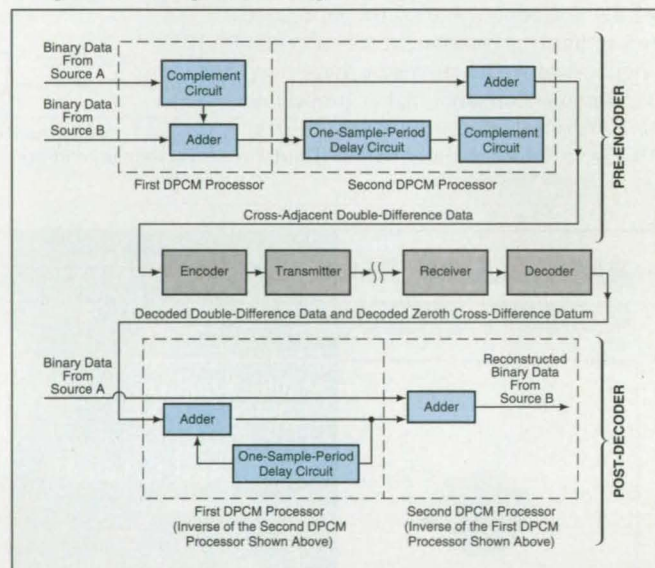 Binary Data
From
Source A
Complement
Circuit
Binary Data
From
Source B
Adder
Adder
One-Sample-Period
Delay Circuit
Complement
Circuit
First DPCM Processor
Second DPCM Processor
PRE-ENCODER
Cross-Adjacent Double-Difference Data
Encoder
Transmitter
Receiver
Decoder
Decoded Double-Difference Data and Decoded Zeroth Cross-Difference Datum
Binary Data
From
Source A
Reconstructed
Binary Data
From
Source B
Adder
Adder
One-Sample-Period
Delay Circuit
First DPCM Processor
(Inverse of the Second DPCM
Processor Shown Above)
Second DPCM Processor
(Inverse of the First DPCM
Processor Shown Above)
POST-DECODER